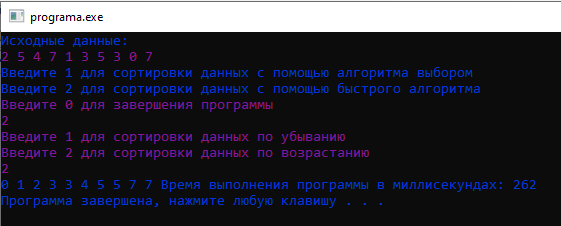 programa.exe
Исходные данные:
2 5 4 7 1 3 5 3 0 7
Введите 1 для сортировки данных с помощью алгоритма выбором
Введите 2 для сортировки данных с помощью быстрого алгоритма
Введите 0 для завершения программы
2
Введите 1 для сортировки данных по убыванию
Введите 2 для сортировки данных по возрастанию
2
0 1 2 3 3 4 5 5 7 7 Время выполнения программы в миллисекундах: 262
Программа завершена, нажмите любую клавишу . . .